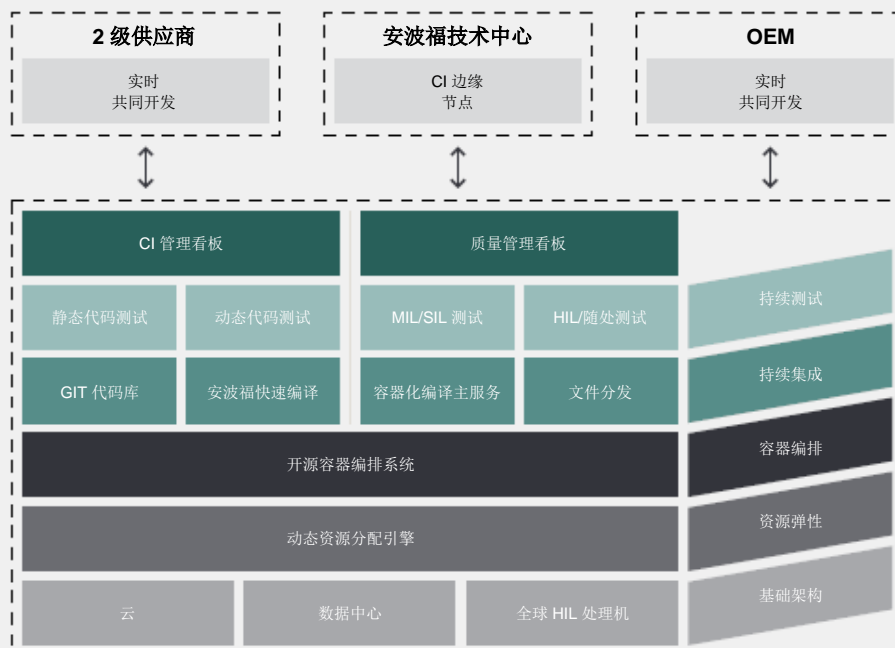 2 级供应商
安波福技术中心
OEM
实时
共同开发
CI 边缘
节点
实时
共同开发
CI 管理看板
质量管理看板
静态代码测试
动态代码测试
MIL/SIL 测试
HIL/随处测试
持续测试
GIT 代码库
安波福快速编译
容器化编译主服务
文件分发
持续集成
开源容器编排系统
容器编排
动态资源分配引擎
资源弹性
云
数据中心
全球 HIL 处理机
基础架构